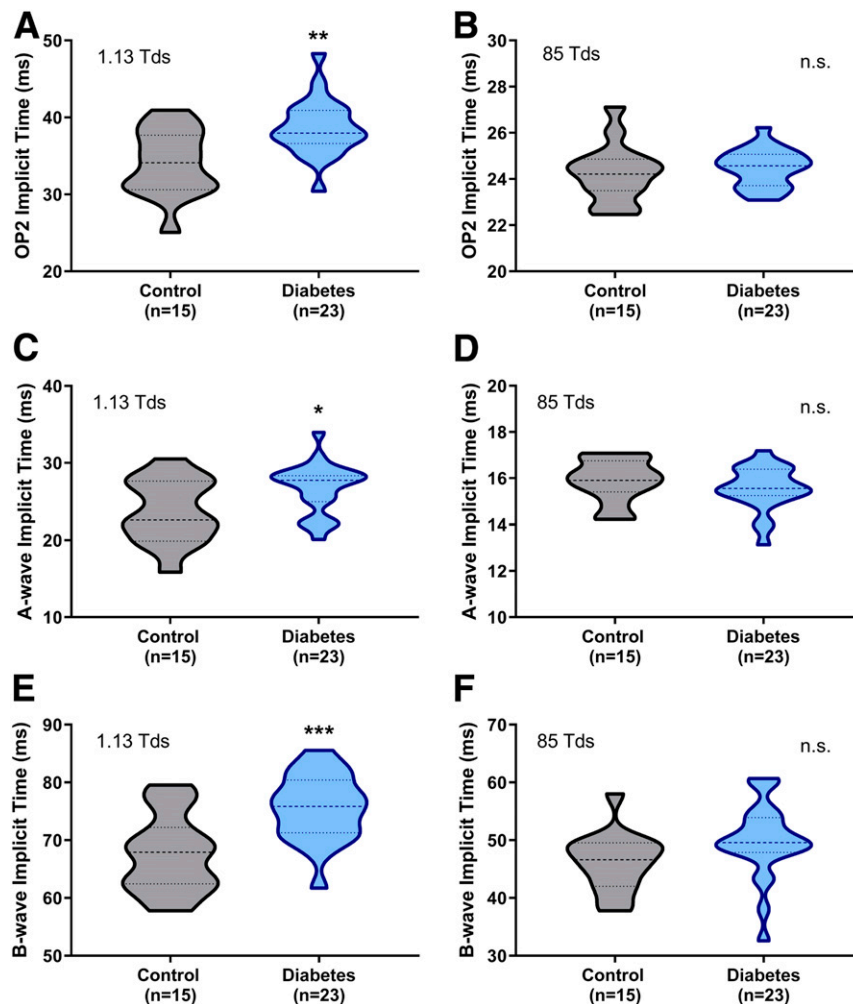 A
OP2 Implicit Time (ms)
50
40
30
20
1.13 Tds
**
Control
(n=15)
Diabetes
(n=23)
B
OP2 Implicit Time (ms)
30
28
26
24
22
20
85 Tds
n.s.
Control
(n=15)
Diabetes
(n=23)
C
A-wave Implicit Time (ms)
40
30
20
10
1.13 Tds
*
Control
(n=15)
Diabetes
(n=23)
D
A-wave Implicit Time (ms)
20
18
16
14
12
10
85 Tds
n.s.
Control
(n=15)
Diabetes
(n=23)
E
B-wave Implicit Time (ms)
90
80
70
60
50
1.13 Tds
***
Control
(n=15)
Diabetes
(n=23)
F
B-wave Implicit Time (ms)
70
60
50
40
30
85 Tds
n.s.
Control
(n=15)
Diabetes
(n=23)